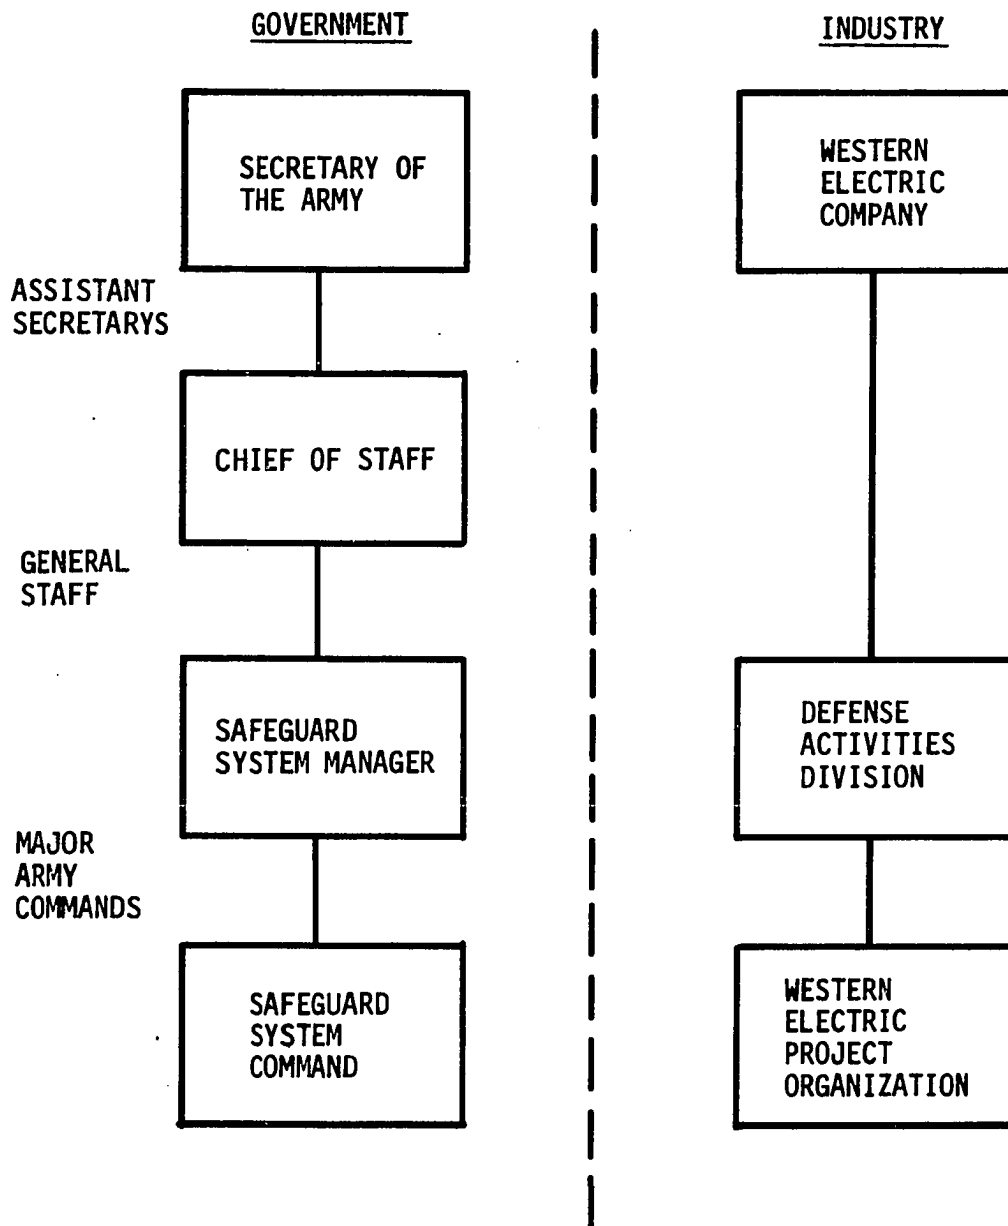 GOVERNMENT
SECRETARY OF
THE ARMY
ASSISTANT
SECRETARYS
CHIEF OF STAFF
GENERAL
STAFF
SAFEGUARD
SYSTEM MANAGER
MAJOR
ARMY
COMMANDS
SAFEGUARD
SYSTEM
COMMAND
INDUSTRY
WESTERN
ELECTRIC
COMPANY
DEFENSE
ACTIVITIES
DIVISION
WESTERN
ELECTRIC
PROJECT
ORGANIZATION